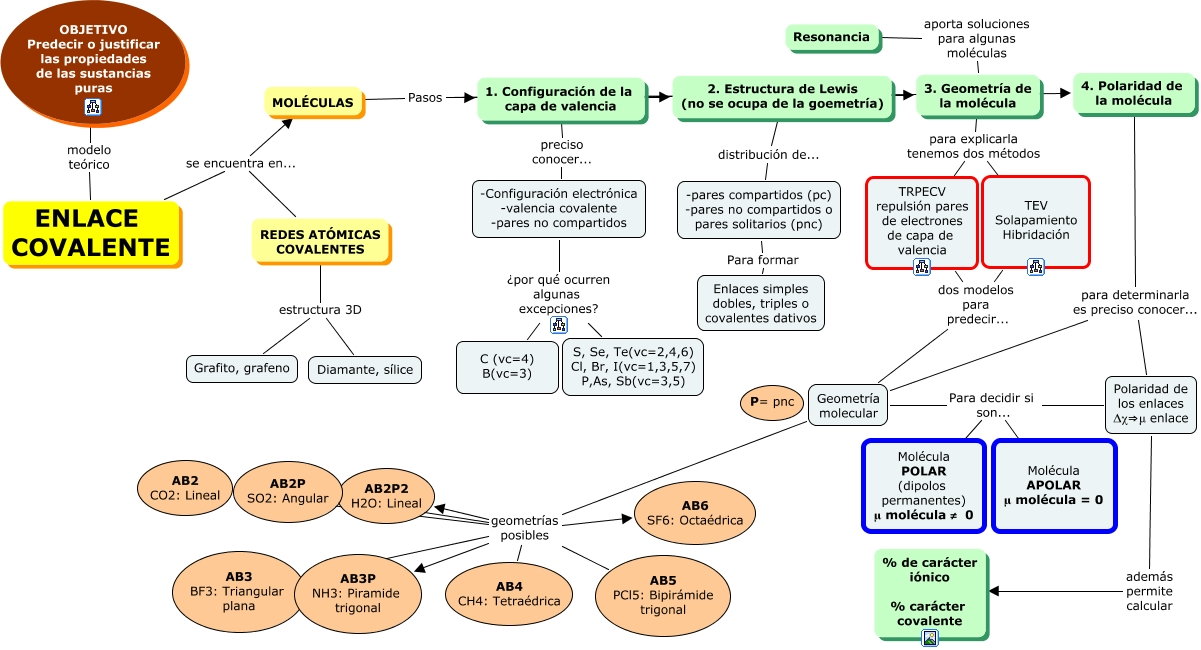 OBJETIVO
Predecir o justificar
las propiedades
de las sustancias
puras
modelo
teórico
ENLACE
COVALENTE
se encuentra en...
MOLÉCULAS
REDES ATÓMICAS
COVALENTES
estructura 3D
Grafito, grafeno
Diamante, sílice
Pasos
1. Configuración de la
capa de valencia
preciso
conocer...
-Configuración electrónica
-valencia covalente
-pares no compartidos
¿por qué ocurren
algunas
excepciones?
C (vc=4)
B(vc=3)
S, Se, Te(vc=2,4,6)
Cl, Br, I(vc=1,3,5,7)
P,As, Sb(vc=3,5)
2. Estructura de Lewis
(no se ocupa de la goemetría)
distribución de...
-pares compartidos (pc)
-pares no compartidos o
pares solitarios (pnc)
Para formar
Enlaces simples
dobles, triples o
covalentes dativos
Resonancia
aporta soluciones
para algunas
moléculas
3. Geometría de
la molécula
para explicarla
tenemos dos métodos
TRPECV
repulsión pares
de electrones
de capa de
valencia
TEV
Solapamiento
Hibridación
dos modelos
para
predecir...
4. Polaridad de
la molécula
para determinarla
es preciso conocer...
P= pnc
Geometría
molecular
Para decidir si
son...
Polaridad de
los enlaces
Δχ⇒μ enlace
Molécula
POLAR
(dipolos
permanentes)
μ molécula ≠ 0
Molécula
APOLAR
μ molécula = 0
además
permite
calcular
% de carácter
iónico
% carácter
covalente
geometrías
posibles
AB2
CO2: Lineal
AB2P
SO2: Angular
AB2P2
H2O: Lineal
AB6
SF6: Octaédrica
AB3
BF3: Triangular
plana
AB3P
NH3: Piramide
trigonal
AB4
CH4: Tetraédrica
AB5
PCl5: Bipirámide
trigonal